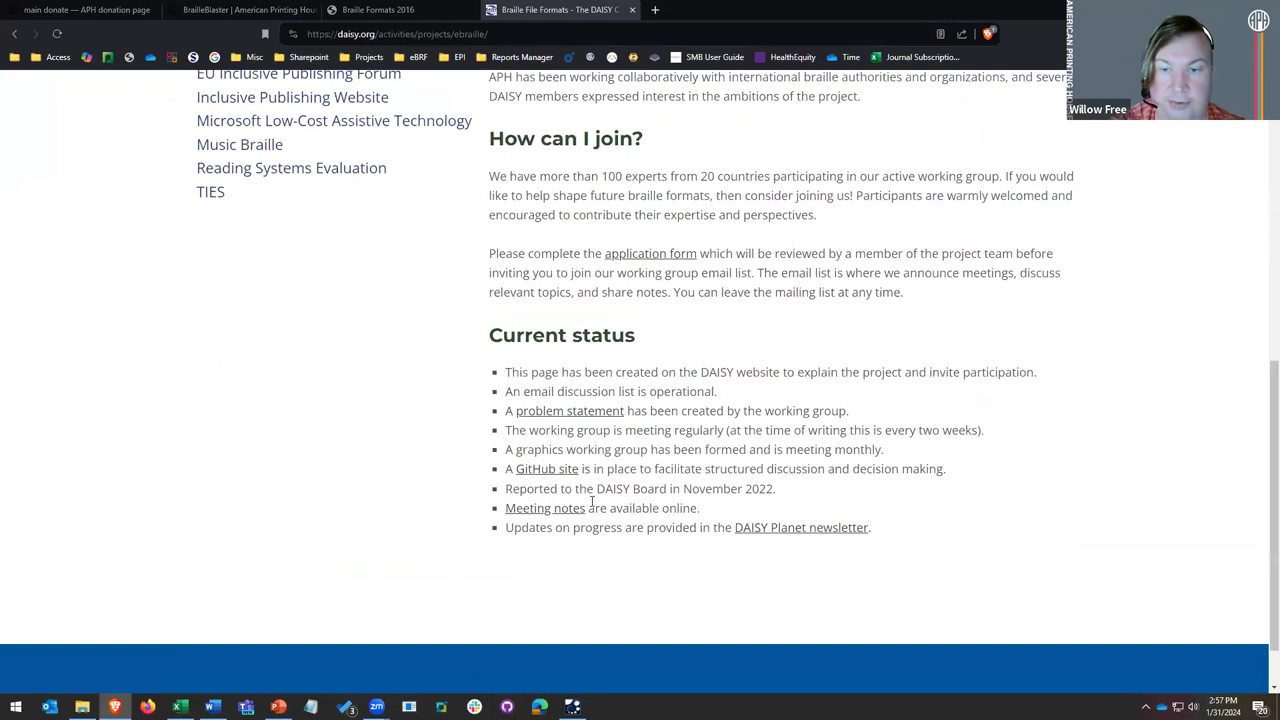 main donate — APH donation page
BrailleBlaster | American Printing Hou
Braille Formats 2016
Braille File Formats - The DAISY C
https://daisy.org/activities/projects/ebraille/
Access
Misc
Sharepoint
Projects
eBRF
EPI
Reports Manager
SMB User Guide
HealthEquity
Time
Journal Subscriptio...
AMERICAN PRINTING HO
Willow Free
EU Inclusive Publishing Forum
Inclusive Publishing Website
Microsoft Low-Cost Assistive Technology
Music Braille
Reading Systems Evaluation
TIES
APH has been working collaboratively with international braille authorities and organizations, and sever
DAISY members expressed interest in the ambitions of the project.
How can I join?
We have more than 100 experts from 20 countries participating in our active working group. If you would
like to help shape future braille formats, then consider joining us! Participants are warmly welcomed and
encouraged to contribute their expertise and perspectives.
Please complete the application form which will be reviewed by a member of the project team before
inviting you to join our working group email list. The email list is where we announce meetings, discuss
relevant topics, and share notes. You can leave the mailing list at any time.
Current status
This page has been created on the DAISY website to explain the project and invite participation.
An email discussion list is operational.
A problem statement has been created by the working group.
The working group is meeting regularly (at the time of writing this is every two weeks).
A graphics working group has been formed and is meeting monthly.
A GitHub site is in place to facilitate structured discussion and decision making.
Reported to the DAISY Board in November 2022.
Meeting notes are available online.
Updates on progress are provided in the DAISY Planet newsletter.
2:57 PM
1/31/2024
20